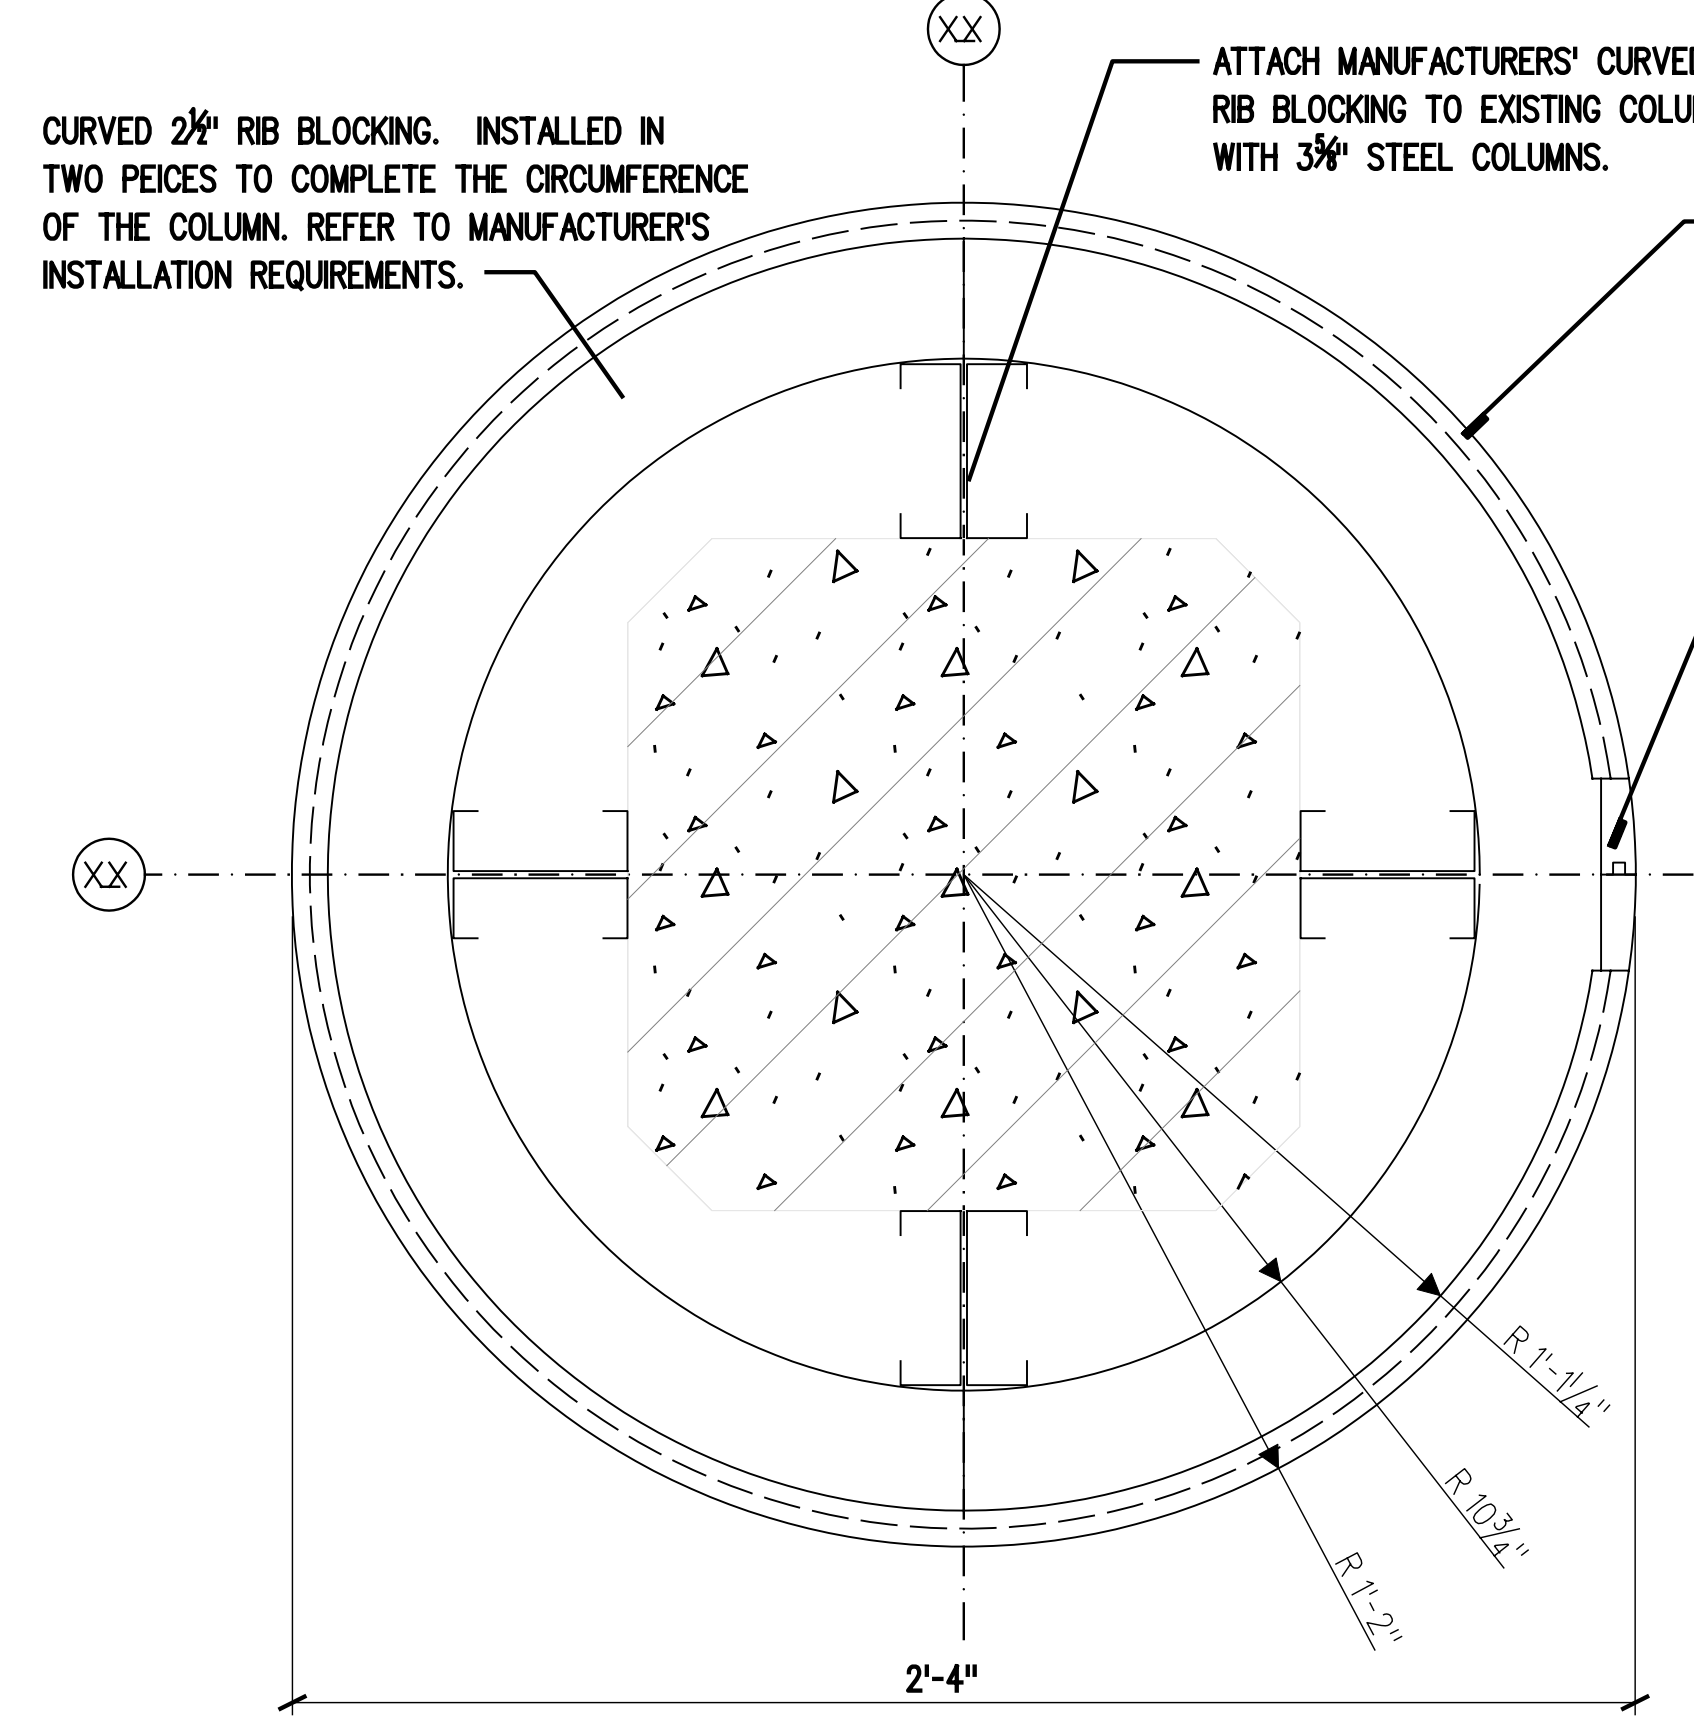 XX
CURVED 2½" RIB BLOCKING. INSTALLED IN
TWO PEICES TO COMPLETE THE CIRCUMFERENCE
OF THE COLUMN. REFER TO MANUFACTURER'S
INSTALLATION REQUIREMENTS.
ATTACH MANUFACTURERS' CURVED
RIB BLOCKING TO EXISTING COLU
WITH 3⅝" STEEL COLUMNS.
XX
R 1'-1¼"
R 10¾"
R 1'-2"
2'-4"